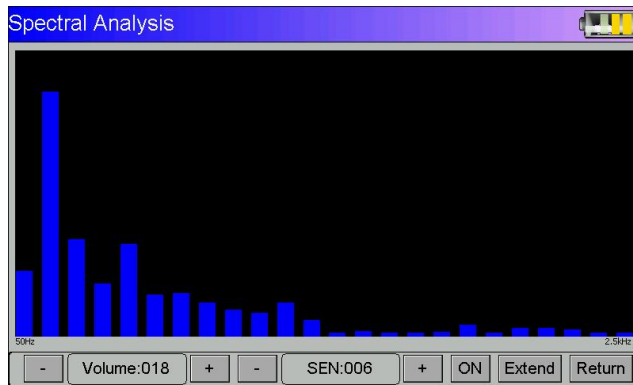 Spectral Analysis
50Hz 2.5kHz
- Volume:018 + - SEN:006 + ON Extend Return